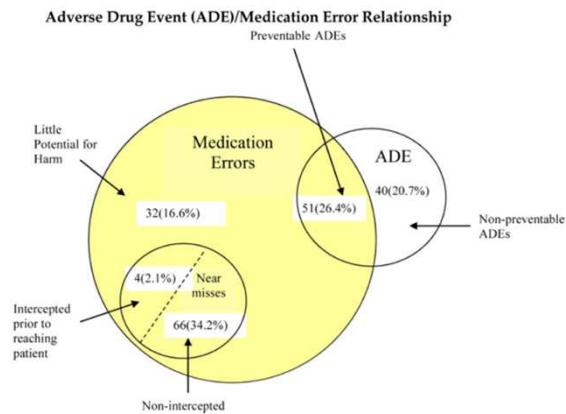 Adverse Drug Event (ADE)/Medication Error Relationship
Preventable ADEs
Little
Potential for
Harm
Medication
Errors
ADE
40(20.7%)
51(26.4%)
32(16.6%)
Non-preventable
ADEs
4(2.1%)
Near
misses
66(34.2%)
Intercepted
prior to
reaching
patient
Non-intercepted